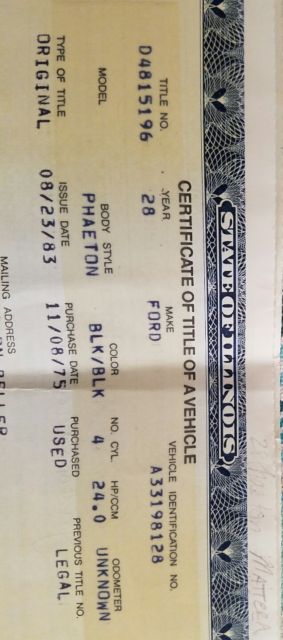 STATE OF ILLINOIS
CERTIFICATE OF TITLE OF A VEHICLE
TITLE NO. YEAR MAKE VEHICLE IDENTIFICATION NO.
D4815196 28 FORD A33198128
MODEL BODY STYLE COLOR NO. CYL. HP/CCM ODOMETER
PHAETON BLK/BLK 4 24.0 UNKNOWN
TYPE OF TITLE ISSUE DATE PURCHASE DATE PURCHASED PREVIOUS TITLE NO.
ORIGINAL 08/23/83 11/08/75 USED LEGAL
MAILING ADDRESS